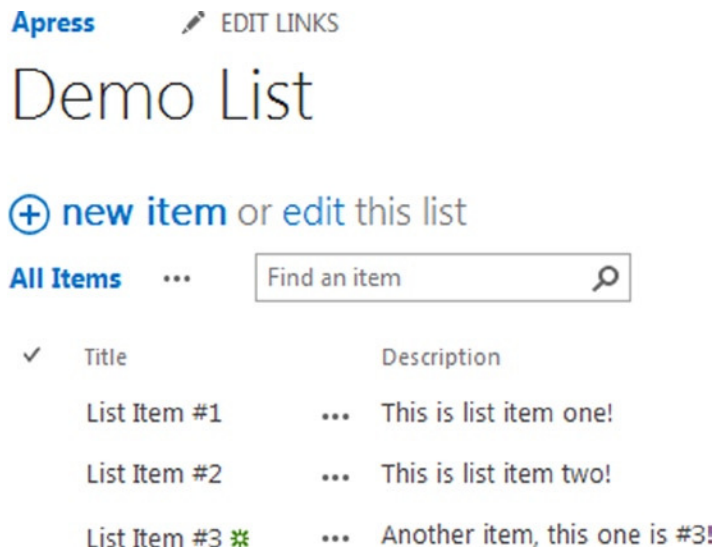 Apress EDIT LINKS
Demo List
new item or edit this list
All Items ... Find an item
Title Description
List Item #1 ... This is list item one!
List Item #2 ... This is list item two!
List Item #3 ... Another item, this one is #3!